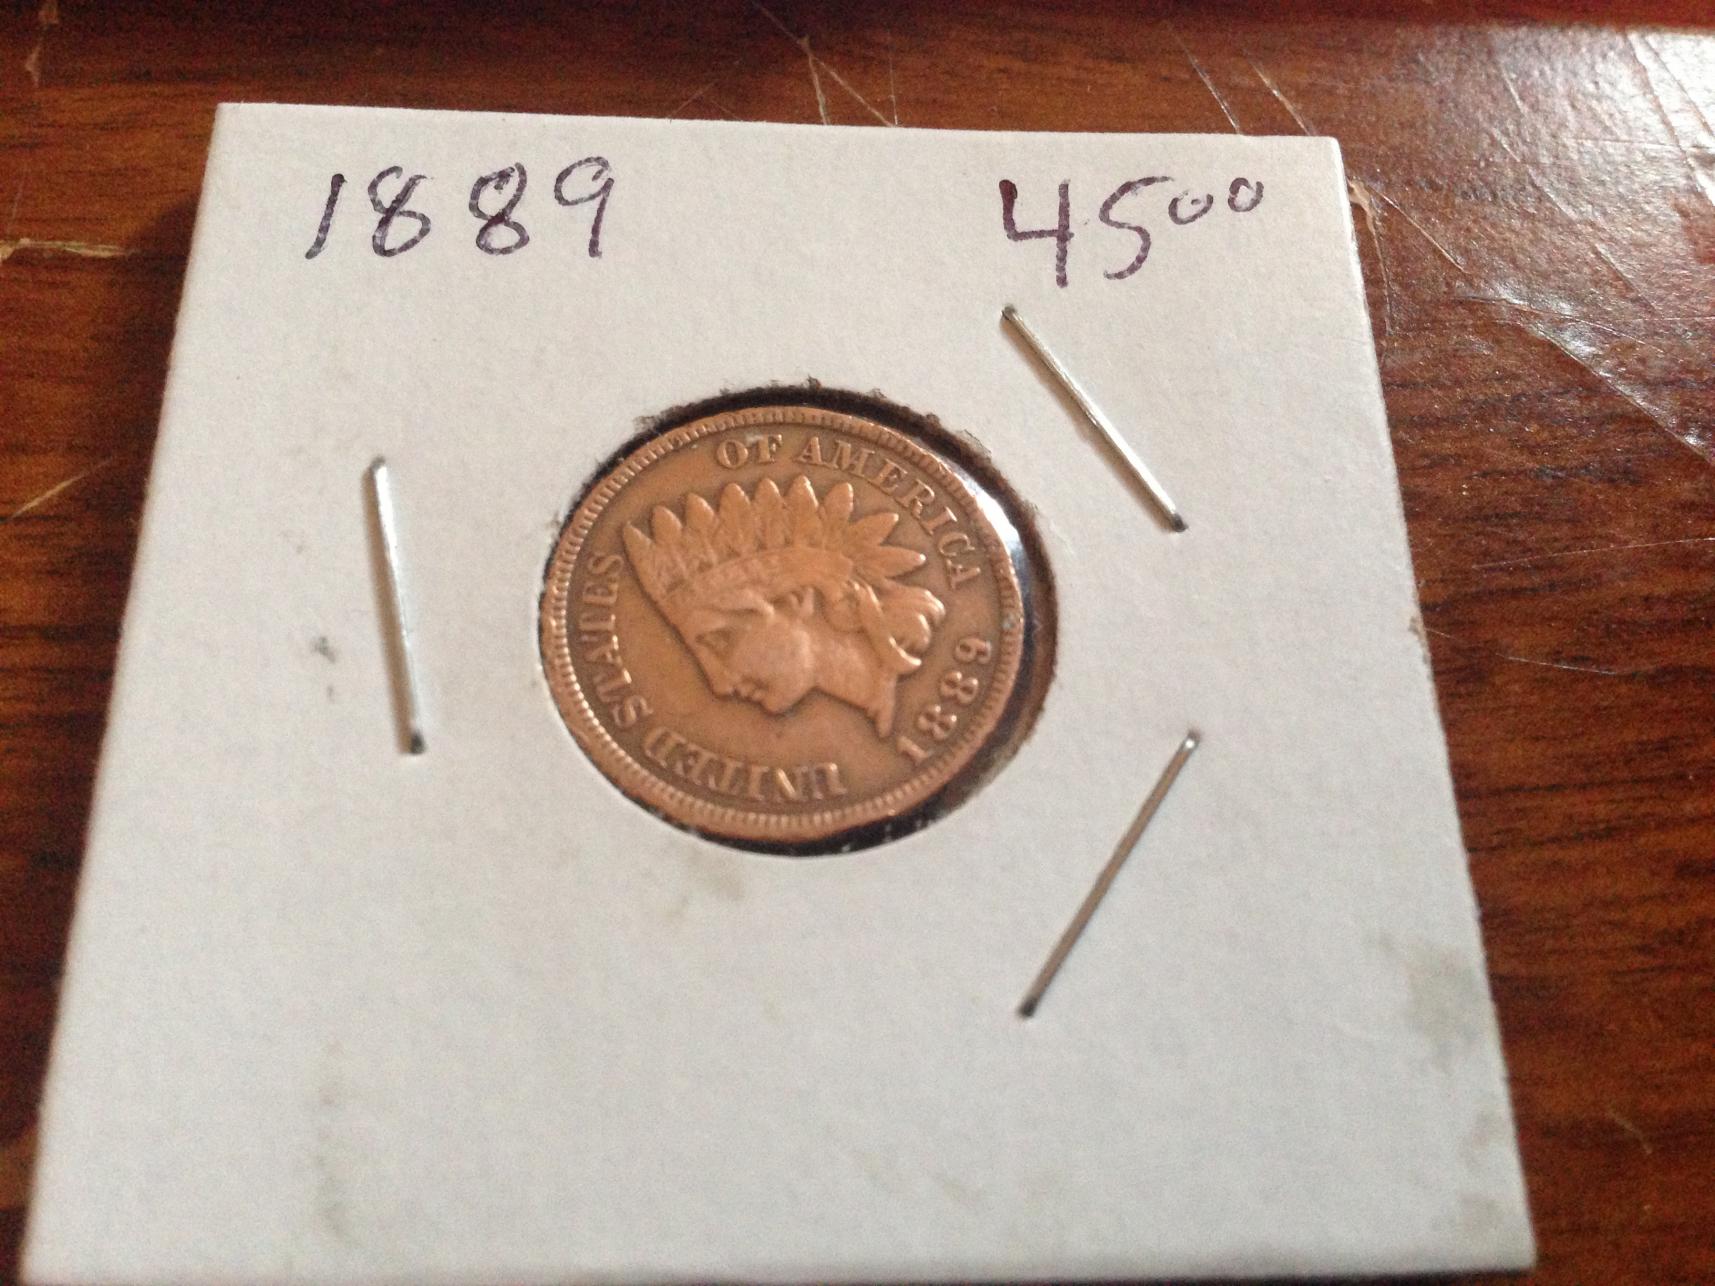 1889 45⁰⁰
UNITED STATES OF AMERICA
1889